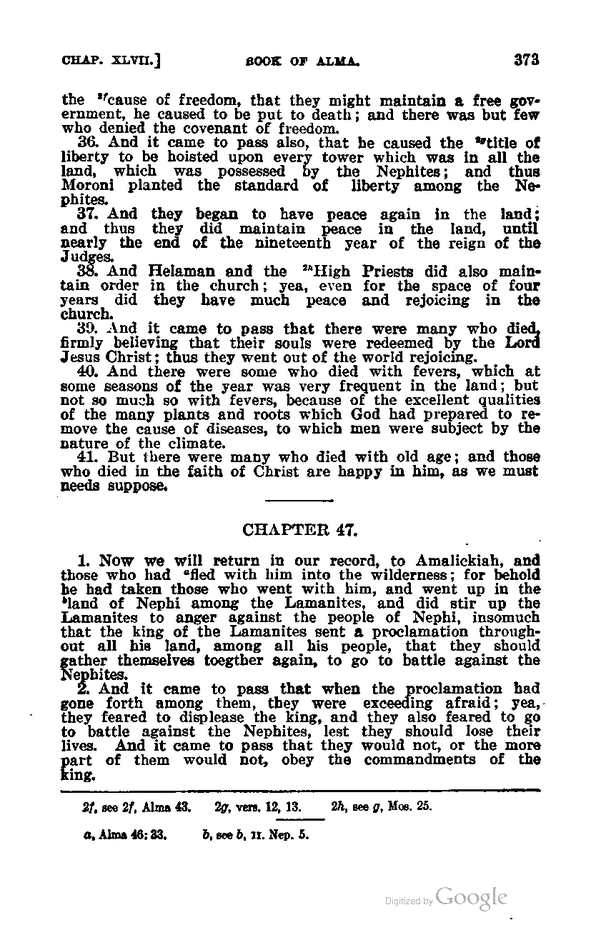 CHAP. XLVII.] BOOK OF ALMA. 373
the ²ᶠcause of freedom, that they might maintain a free gov-
ernment, he caused to be put to death; and there was but few
who denied the covenant of freedom.
36. And it came to pass also, that he caused the ²ᵍtitle of
liberty to be hoisted upon every tower which was in all the
land, which was possessed by the Nephites; and thus
Moroni planted the standard of liberty among the Ne-
phites.
37. And they began to have peace again in the land;
and thus they did maintain peace in the land, until
nearly the end of the nineteenth year of the reign of the
Judges.
38. And Helaman and the ²ʰHigh Priests did also main-
tain order in the church; yea, even for the space of four
years did they have much peace and rejoicing in the
church.
39. And it came to pass that there were many who died,
firmly believing that their souls were redeemed by the Lord
Jesus Christ; thus they went out of the world rejoicing.
40. And there were some who died with fevers, which at
some seasons of the year was very frequent in the land; but
not so much so with fevers, because of the excellent qualities
of the many plants and roots which God had prepared to re-
move the cause of diseases, to which men were subject by the
nature of the climate.
41. But there were many who died with old age; and those
who died in the faith of Christ are happy in him, as we must
needs suppose.
CHAPTER 47.
1. Now we will return in our record, to Amalickiah, and
those who had ᵃfled with him into the wilderness; for behold
he had taken those who went with him, and went up in the
ᵇland of Nephi among the Lamanites, and did stir up the
Lamanites to anger against the people of Nephi, insomuch
that the king of the Lamanites sent a proclamation through-
out all his land, among all his people, that they should
gather themselves toegther again, to go to battle against the
Nephites.
2. And it came to pass that when the proclamation had
gone forth among them, they were exceeding afraid; yea,
they feared to displease the king, and they also feared to go
to battle against the Nephites, lest they should lose their
lives. And it came to pass that they would not, or the more
part of them would not, obey the commandments of the
king.
2f, see 2f, Alma 43. 2g, vers. 12, 13. 2h, see g, Mos. 25.
a, Alma 46:33. b, see b, II. Nep. 5.
Digitized by Google